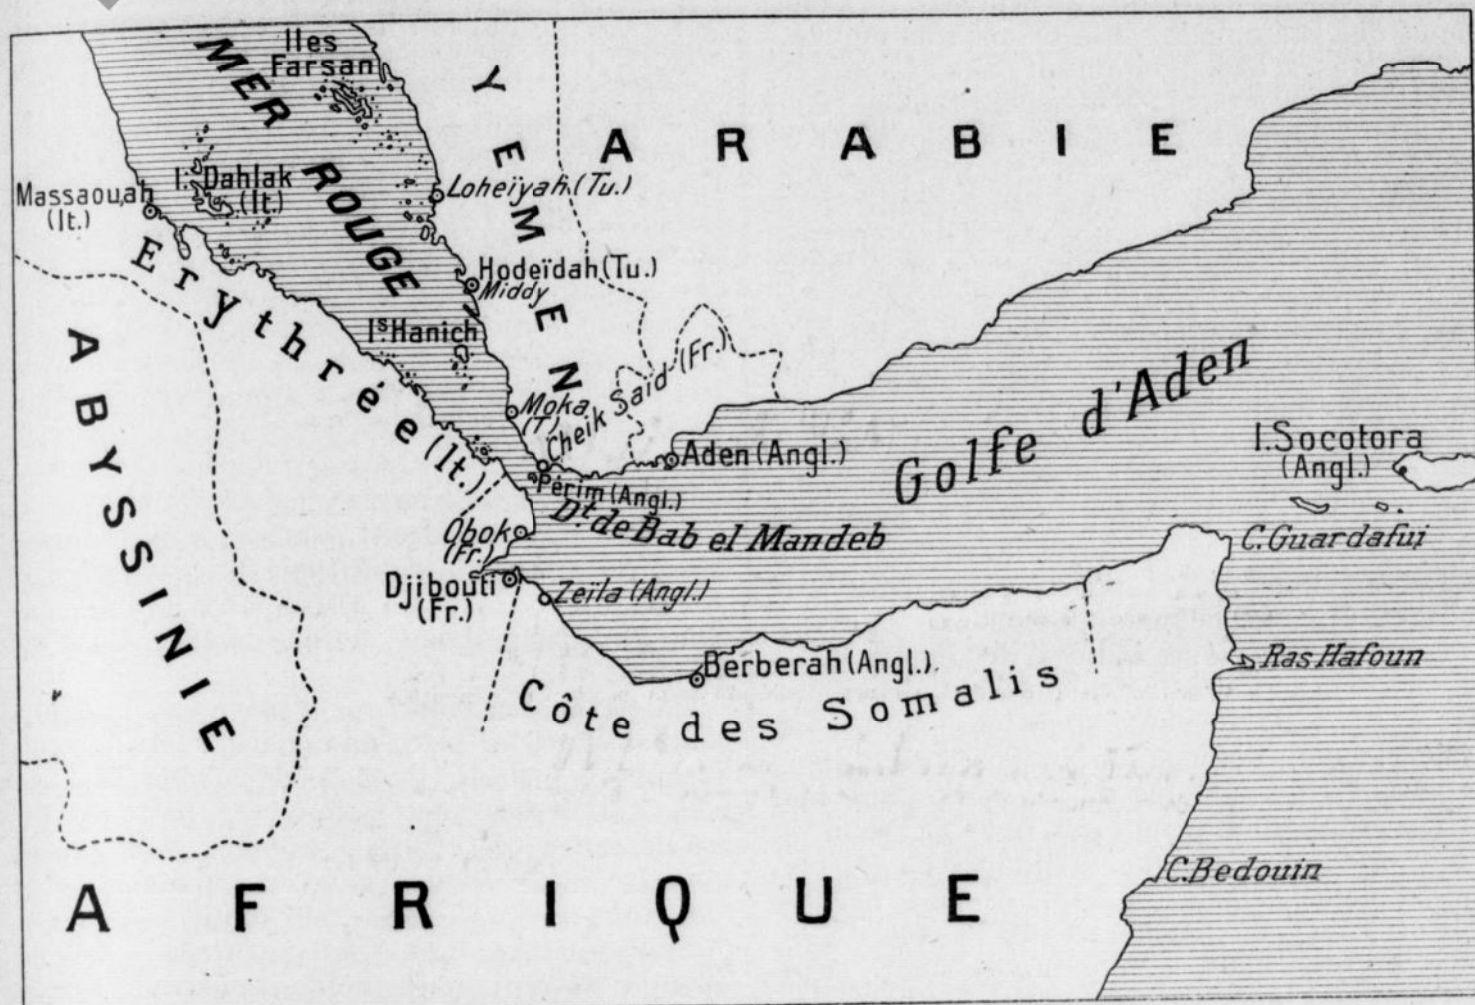 MER ROUGE
Iles
Farsan
YEMEN
ARABIE
I. Dahlak
(It.)
Massaouah
(It.)
Loheïyah (Tu.)
Erythrée (It.)
Hodeïdah (Tu.)
Middy
Is Hanich
ABYSSINIE
Moka
(T)
Cheik Saïd (Fr.)
Aden (Angl.)
Golfe d'Aden
I. Socotora
(Angl.)
Périm (Angl.)
Dt. de Bab el Mandeb
Obok
(Fr.)
C. Guardafui
Djibouti
(Fr.)
Zeïla (Angl.)
Berberah (Angl.)
Ras Hafoun
Côte des Somalis
C. Bedouin
AFRIQUE